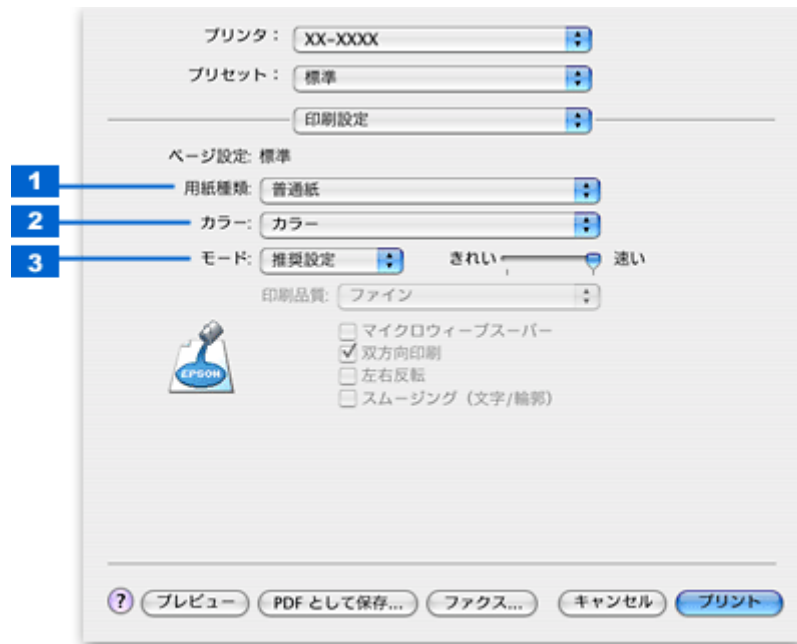 プリンタ： XX-XXXX
プリセット： 標準
印刷設定
ページ設定: 標準
1 用紙種類: 普通紙
2 カラー: カラー
3 モード: 推奨設定 きれい 速い
印刷品質: ファイン
マイクロウィーブスーパー
双方向印刷
左右反転
スムージング（文字/輪郭）
EPSON
? プレビュー PDF として保存... ファクス... キャンセル プリント